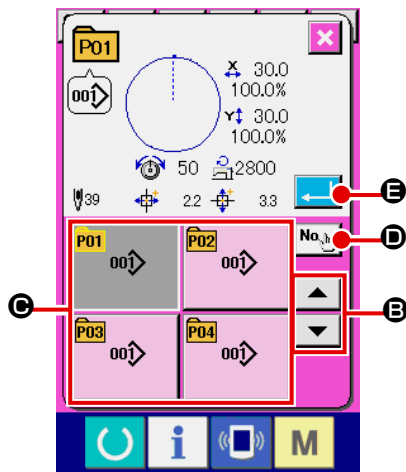 P01
X 30.0
100.0%
001
Y 30.0
100.0%
50 2800
39 2.2 3.3
E
No.
D
P01 P02
001 001
B
C
P03 P04
001 001
i M